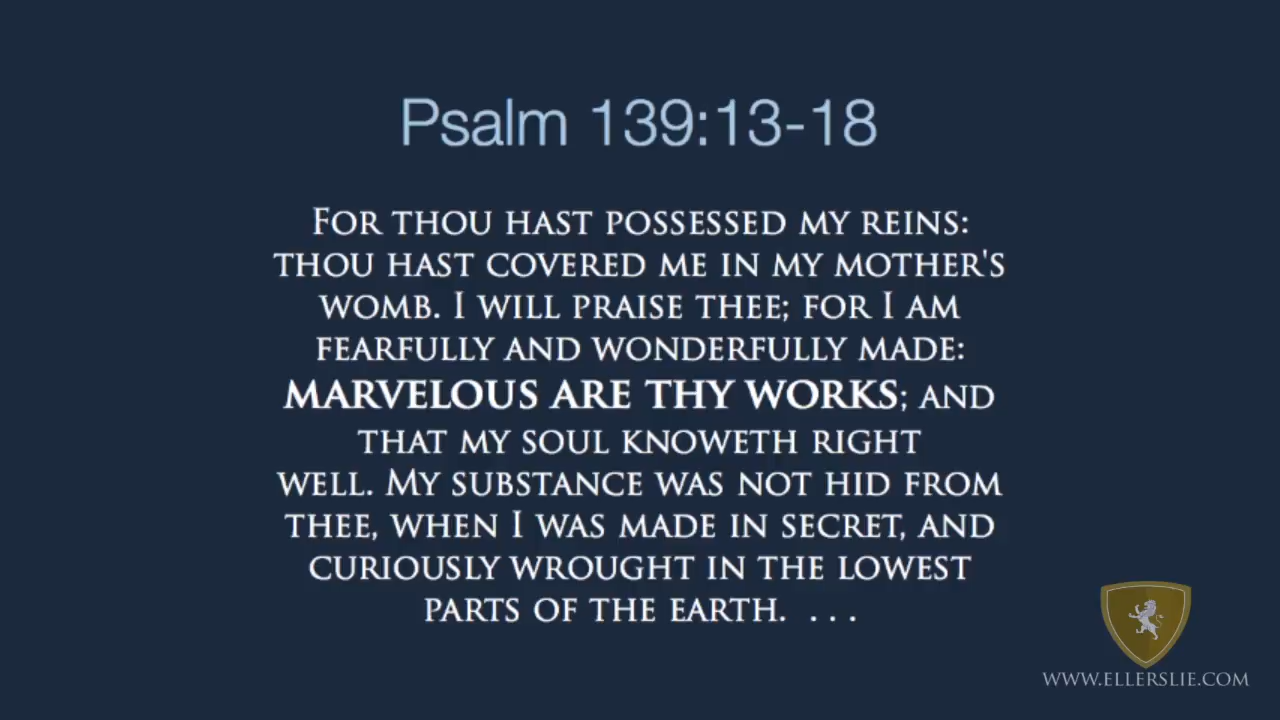 Psalm 139:13-18
For thou hast possessed my reins:
thou hast covered me in my mother's
womb. I will praise thee; for I am
fearfully and wonderfully made:
marvelous are thy works; and
that my soul knoweth right
well. My substance was not hid from
thee, when I was made in secret, and
curiously wrought in the lowest
parts of the earth. . . .
www.ellerslie.com